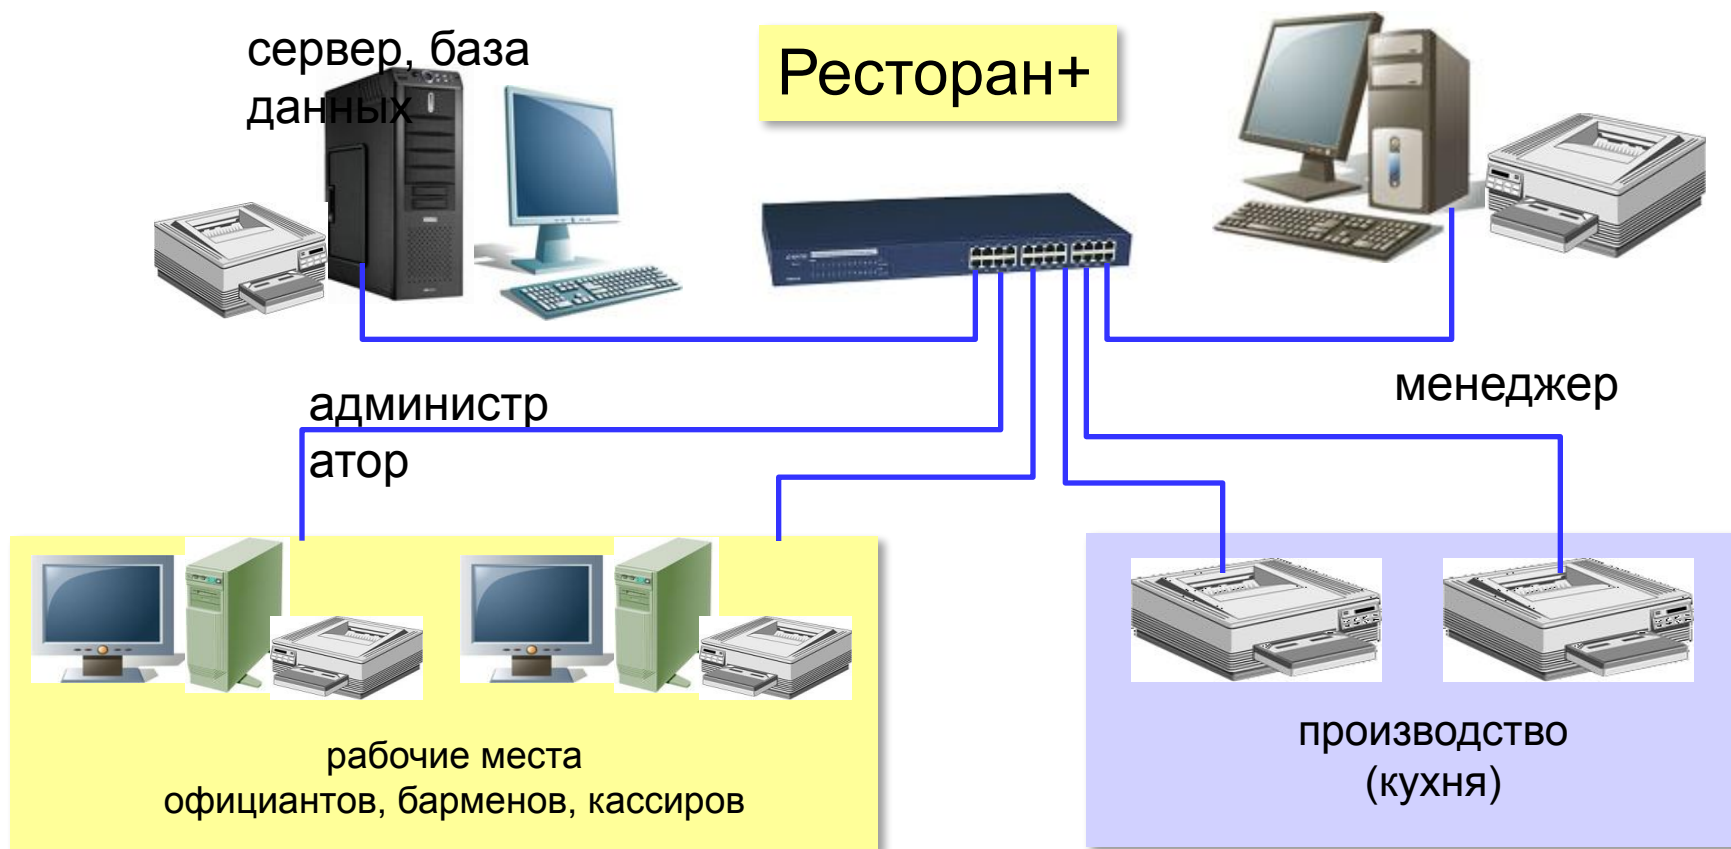 сервер, база
данных
Ресторан+
администр
атор
менеджер
рабочие места
официантов, барменов, кассиров
производство
(кухня)